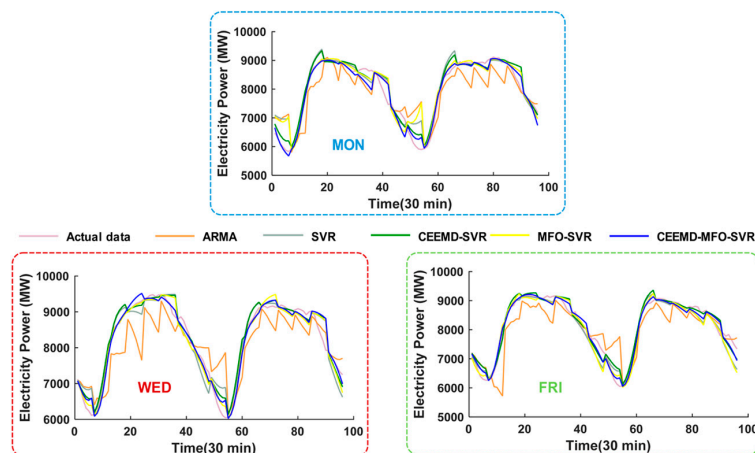 Electricity Power (MW)
10000
9000
8000
7000
6000
5000
MON
0 20 40 60 80 100
Time(30 min)
Actual data ARMA SVR CEEMD-SVR MFO-SVR CEEMD-MFO-SVR
Electricity Power (MW)
10000
9000
8000
7000
6000
WED
0 20 40 60 80 100
Time(30 min)
Electricity Power (MW)
10000
9000
8000
7000
6000
5000
FRI
0 20 40 60 80 100
Time(30 min)